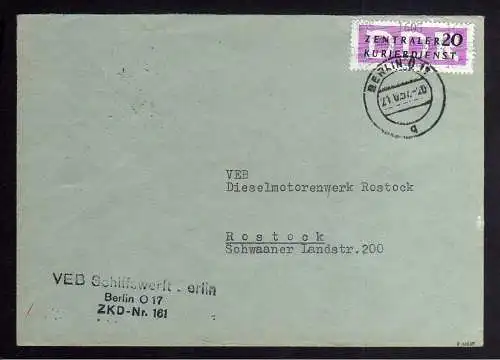 ZENTRALER 20
KURIERDIENST
DDR
BERLIN O 17
VEB
Dieselmotorenwerk Rostock
Rostock
Schwaaner Landstr.200
VEB Schiffswerft Berlin
Berlin O 17
ZKD-Nr. 161